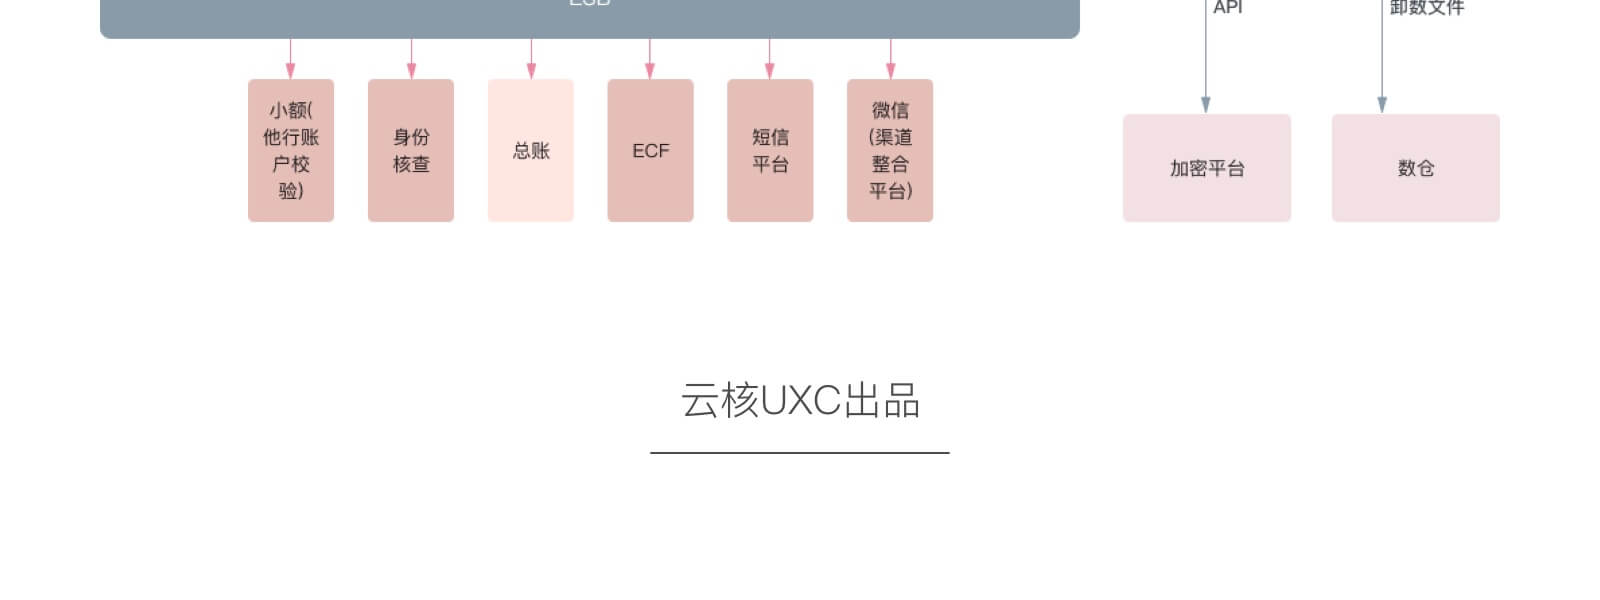 ESB
API
卸数文件
小额(
他行账
户校
验)
身份
核查
总账
ECF
短信
平台
微信
(渠道
整合
平台)
加密平台
数仓
云核UXC出品